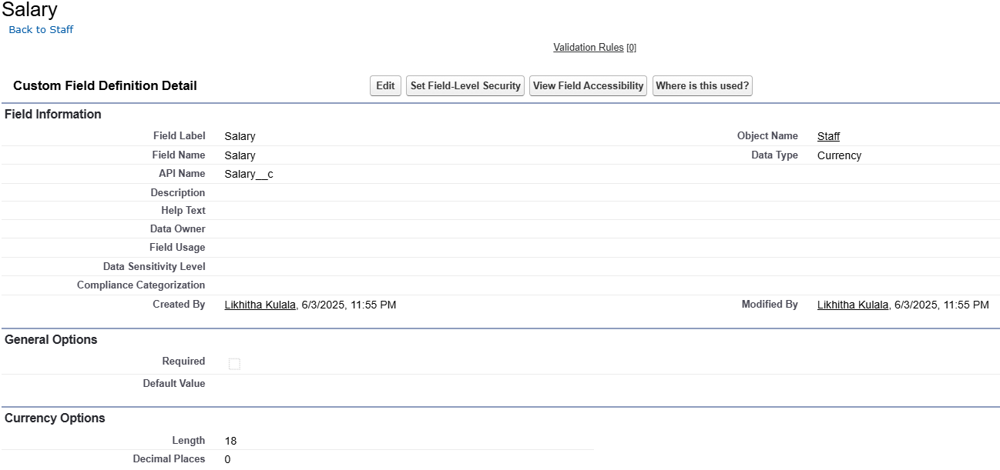 Salary
Back to Staff
Validation Rules [0]
Custom Field Definition Detail Edit Set Field-Level Security View Field Accessibility Where is this used?
Field Information
Field Label Salary Object Name Staff
Field Name Salary Data Type Currency
API Name Salary__c
Description
Help Text
Data Owner
Field Usage
Data Sensitivity Level
Compliance Categorization
Created By Likhitha Kulala, 6/3/2025, 11:55 PM Modified By Likhitha Kulala, 6/3/2025, 11:55 PM
General Options
Required
Default Value
Currency Options
Length 18
Decimal Places 0